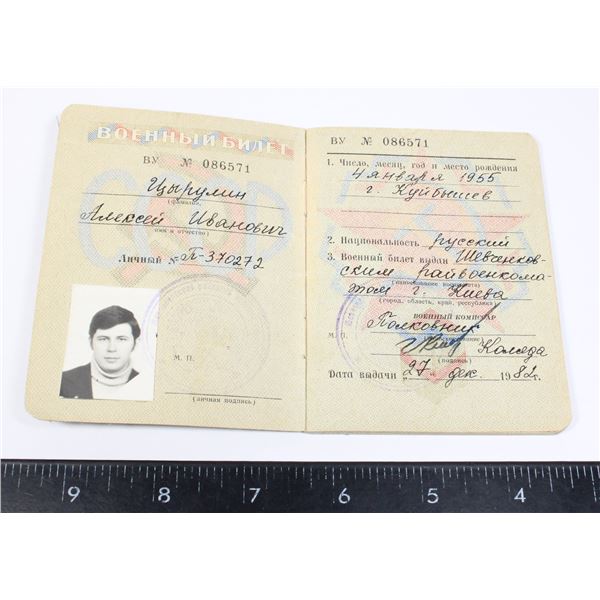 ВОЕННЫЙ БИЛЕТ
ВУ № 086571
Цырулин
(фамилия)
Алексей Иванович
(имя и отчество)
Личный № П-370272
М. П.
(личная подпись)
ВУ № 086571
1. Число, месяц, год и место рождения
4 января 1955
г. Куйбышев
2. Национальность русский
3. Военный билет выдан Шевченков-
ским райвоенкома-
(наименование военкомата)
том г. Киева
(город, область, край, республика)
ВОЕННЫЙ КОМИССАР
Полковник
М. П.
Коляда
(подпись)
Дата выдачи „27" дек. 1982 г.
9 8 7 6 5 4